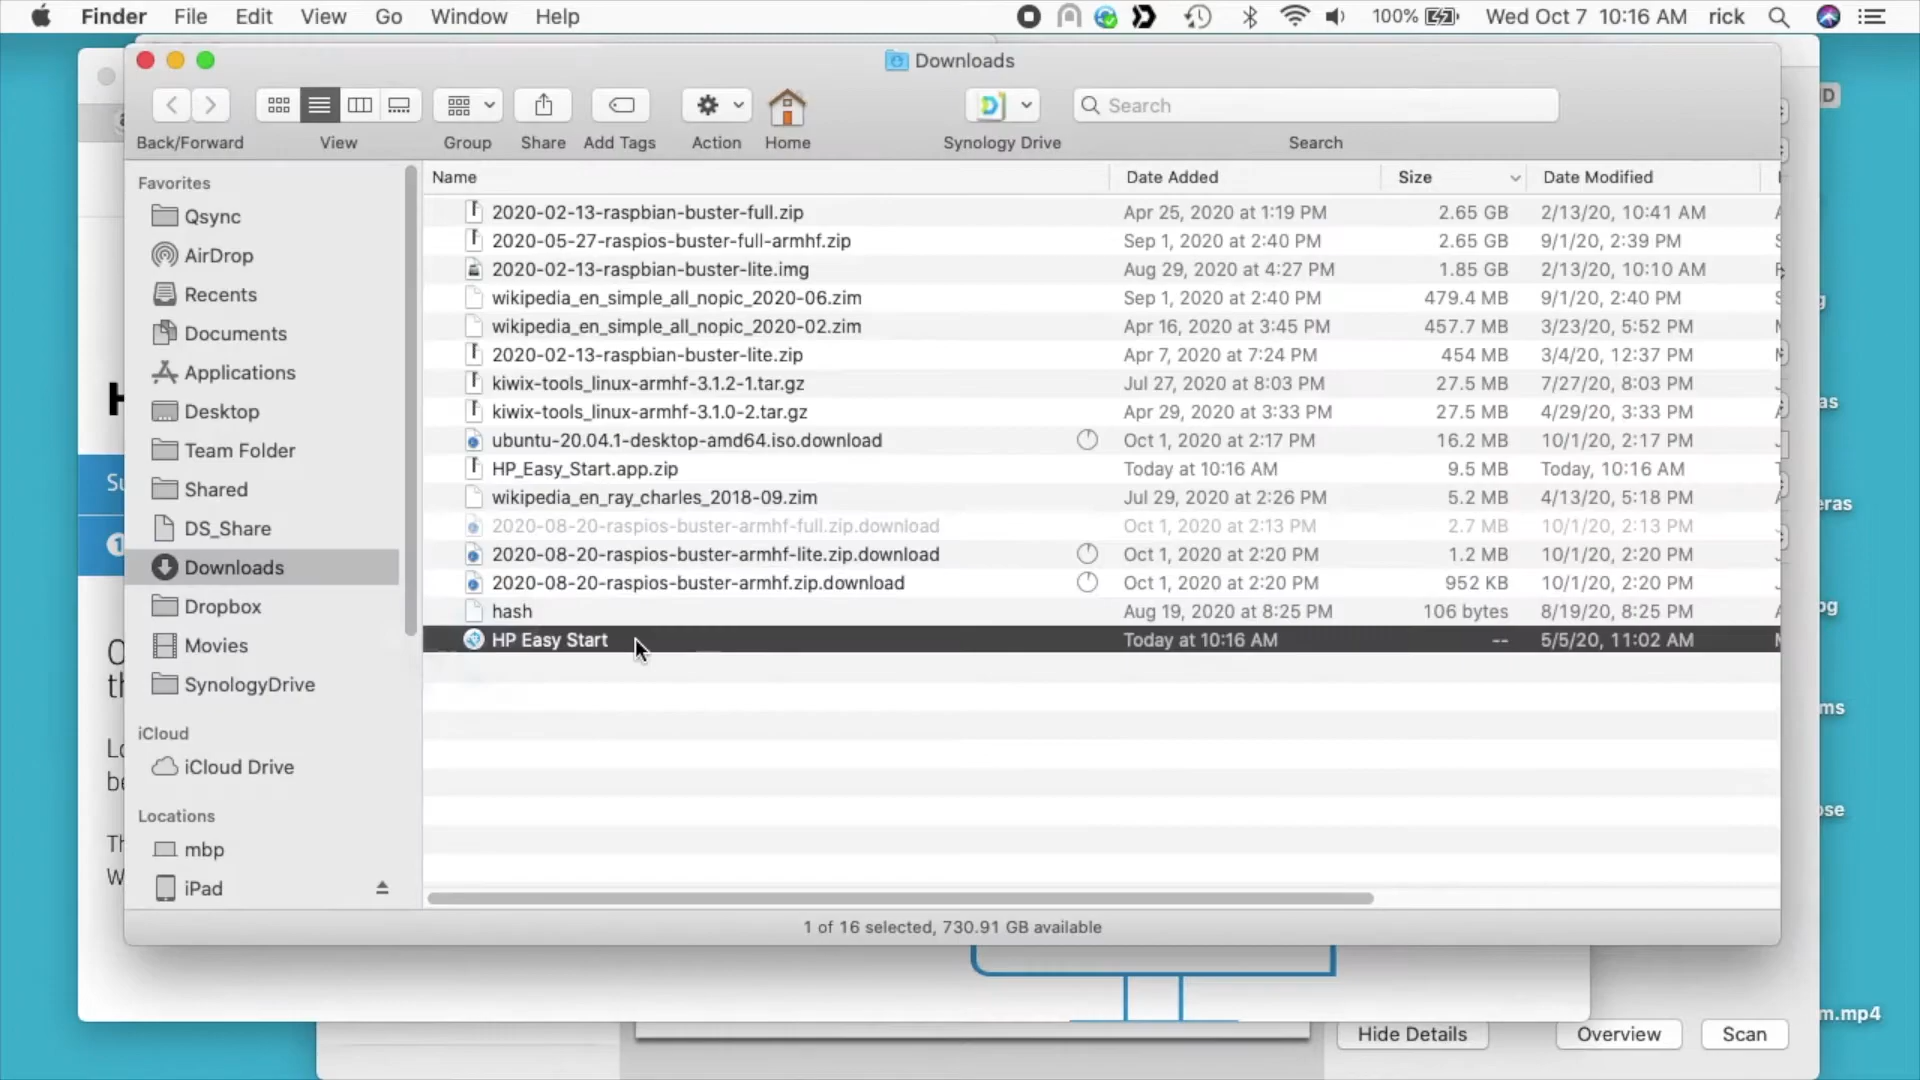 Finder File Edit View Go Window Help 100% Wed Oct 7 10:16 AM rick
Downloads
Search
Back/Forward View Group Share Add Tags Action Home Synology Drive Search
Name Date Added Size Date Modified
Favorites
Qsync
AirDrop
Recents
Documents
Applications
Desktop
Team Folder
Shared
DS_Share
Downloads
Dropbox
Movies
SynologyDrive
iCloud
iCloud Drive
Locations
mbp
iPad
2020-02-13-raspbian-buster-full.zip Apr 25, 2020 at 1:19 PM 2.65 GB 2/13/20, 10:41 AM
2020-05-27-raspios-buster-full-armhf.zip Sep 1, 2020 at 2:40 PM 2.65 GB 9/1/20, 2:39 PM
2020-02-13-raspbian-buster-lite.img Aug 29, 2020 at 4:27 PM 1.85 GB 2/13/20, 10:10 AM
wikipedia_en_simple_all_nopic_2020-06.zim Sep 1, 2020 at 2:40 PM 479.4 MB 9/1/20, 2:40 PM
wikipedia_en_simple_all_nopic_2020-02.zim Apr 16, 2020 at 3:45 PM 457.7 MB 3/23/20, 5:52 PM
2020-02-13-raspbian-buster-lite.zip Apr 7, 2020 at 7:24 PM 454 MB 3/4/20, 12:37 PM
kiwix-tools_linux-armhf-3.1.2-1.tar.gz Jul 27, 2020 at 8:03 PM 27.5 MB 7/27/20, 8:03 PM
kiwix-tools_linux-armhf-3.1.0-2.tar.gz Apr 29, 2020 at 3:33 PM 27.5 MB 4/29/20, 3:33 PM
ubuntu-20.04.1-desktop-amd64.iso.download Oct 1, 2020 at 2:17 PM 16.2 MB 10/1/20, 2:17 PM
HP_Easy_Start.app.zip Today at 10:16 AM 9.5 MB Today, 10:16 AM
wikipedia_en_ray_charles_2018-09.zim Jul 29, 2020 at 2:26 PM 5.2 MB 4/13/20, 5:18 PM
2020-08-20-raspios-buster-armhf-full.zip.download Oct 1, 2020 at 2:13 PM 2.7 MB 10/1/20, 2:13 PM
2020-08-20-raspios-buster-armhf-lite.zip.download Oct 1, 2020 at 2:20 PM 1.2 MB 10/1/20, 2:20 PM
2020-08-20-raspios-buster-armhf.zip.download Oct 1, 2020 at 2:20 PM 952 KB 10/1/20, 2:20 PM
hash Aug 19, 2020 at 8:25 PM 106 bytes 8/19/20, 8:25 PM
HP Easy Start Today at 10:16 AM -- 5/5/20, 11:02 AM
1 of 16 selected, 730.91 GB available
m.mp4
Hide Details Overview Scan